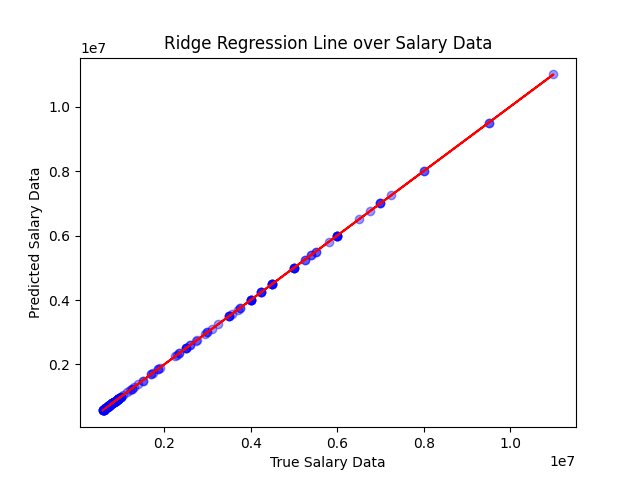 Ridge Regression Line over Salary Data
1e7
1.0
0.8
0.6
0.4
0.2
Predicted Salary Data
0.2 0.4 0.6 0.8 1.0
1e7
True Salary Data